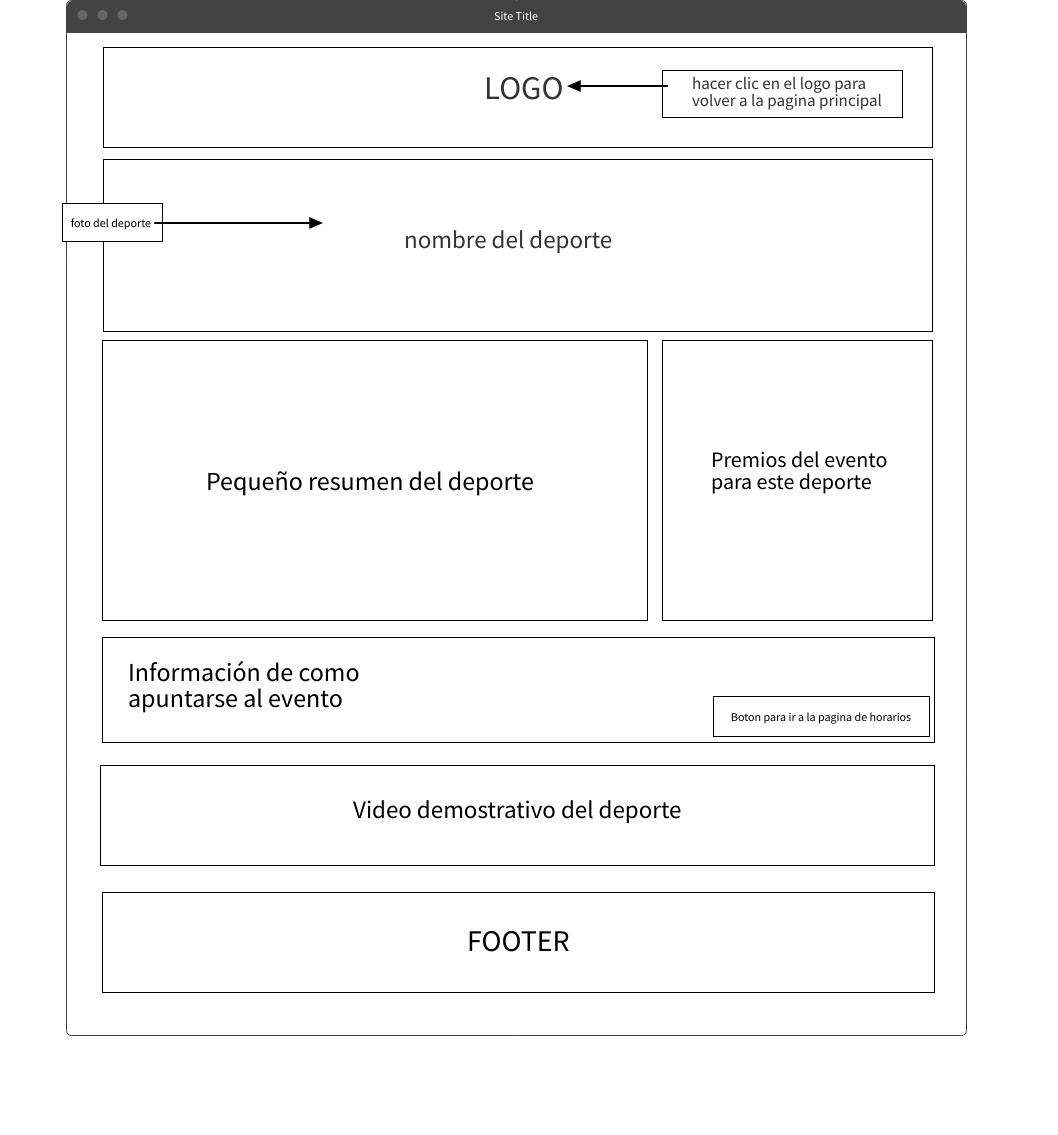 Site Title
LOGO
hacer clic en el logo para
volver a la pagina principal
foto del deporte
nombre del deporte
Pequeño resumen del deporte
Premios del evento
para este deporte
Información de como
apuntarse al evento
Boton para ir a la pagina de horarios
Video demostrativo del deporte
FOOTER